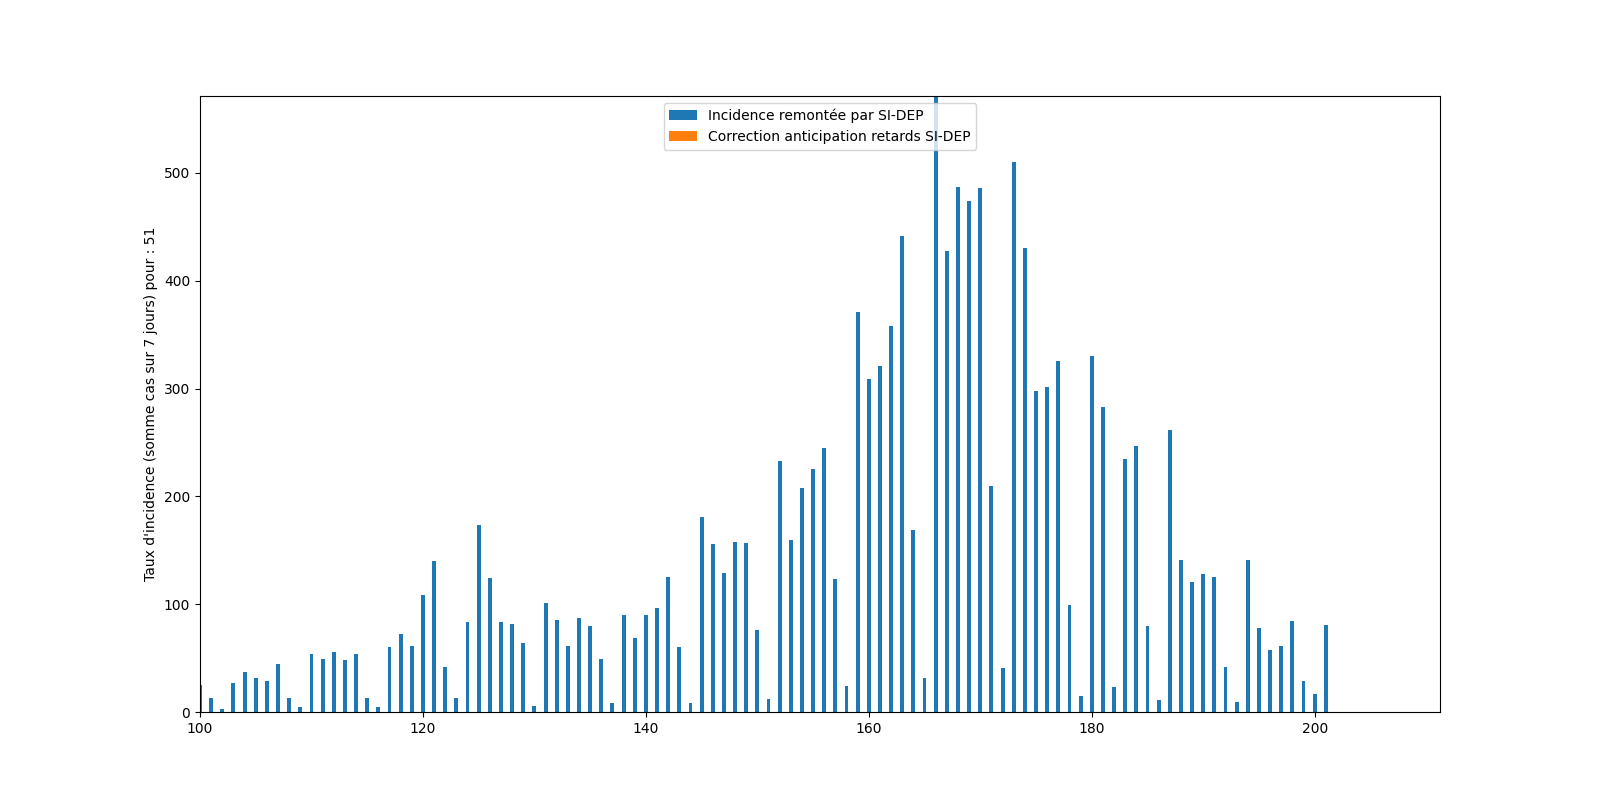 Incidence remontée par SI-DEP
Correction anticipation retards SI-DEP
Taux d'incidence (somme cas sur 7 jours) pour : 51
500
400
300
200
100
0
100 120 140 160 180 200